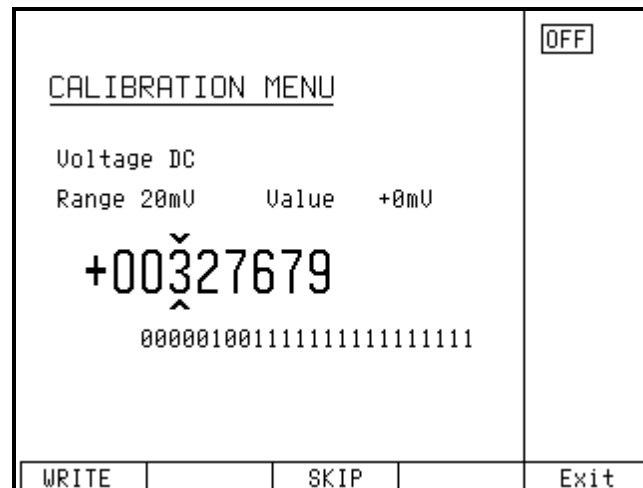 OFF
CALIBRATION MENU
Voltage DC
Range 20mV Value +0mV
+00327679
000001001111111111111111
WRITE SKIP Exit